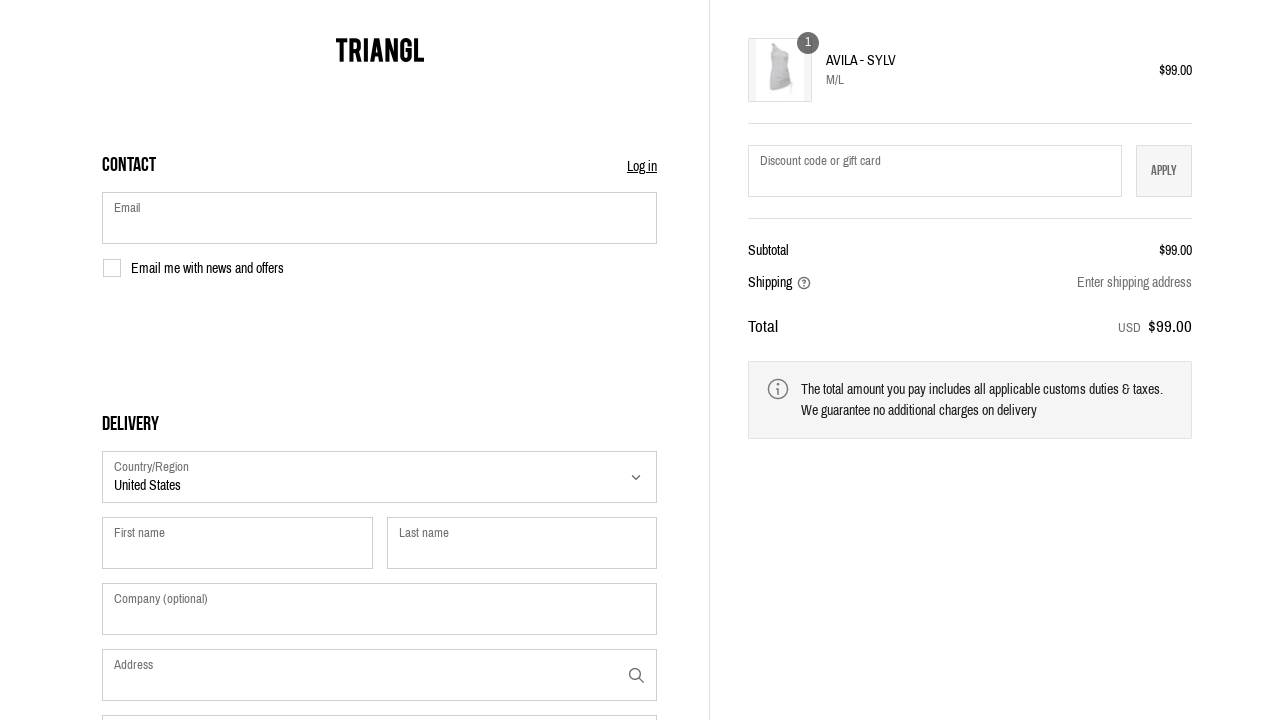 TRIANGL
CONTACT
Log in
Email
Email me with news and offers
DELIVERY
Country/Region
United States
First name
Last name
Company (optional)
Address
1
AVILA - SYLV
M/L
$99.00
Discount code or gift card
APPLY
Subtotal
$99.00
Shipping
Enter shipping address
Total
USD $99.00
The total amount you pay includes all applicable customs duties & taxes.
We guarantee no additional charges on delivery